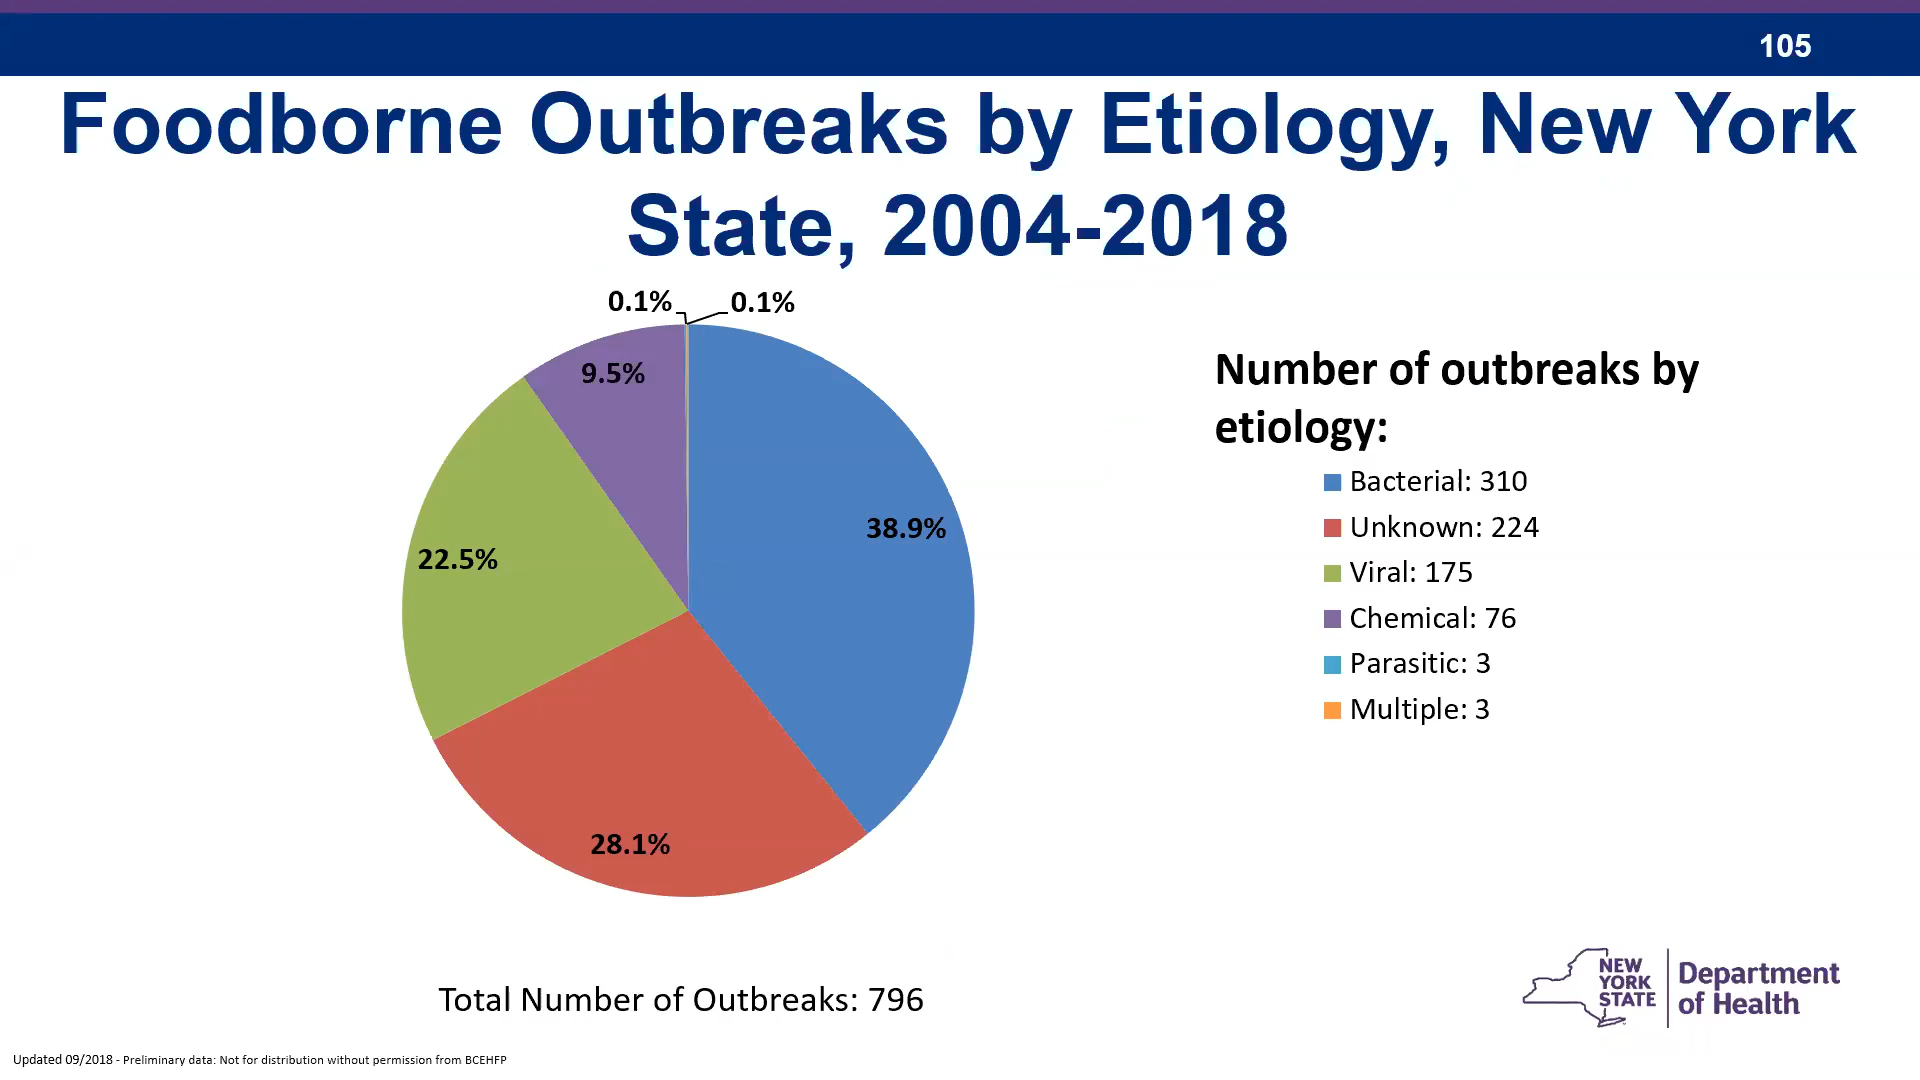 105
Foodborne Outbreaks by Etiology, New York
State, 2004-2018
0.1%
0.1%
9.5%
38.9%
22.5%
28.1%
Number of outbreaks by
etiology:
Bacterial: 310
Unknown: 224
Viral: 175
Chemical: 76
Parasitic: 3
Multiple: 3
Total Number of Outbreaks: 796
NEW
YORK
STATE
Department
of Health
Updated 09/2018 - Preliminary data: Not for distribution without permission from BCEHFP